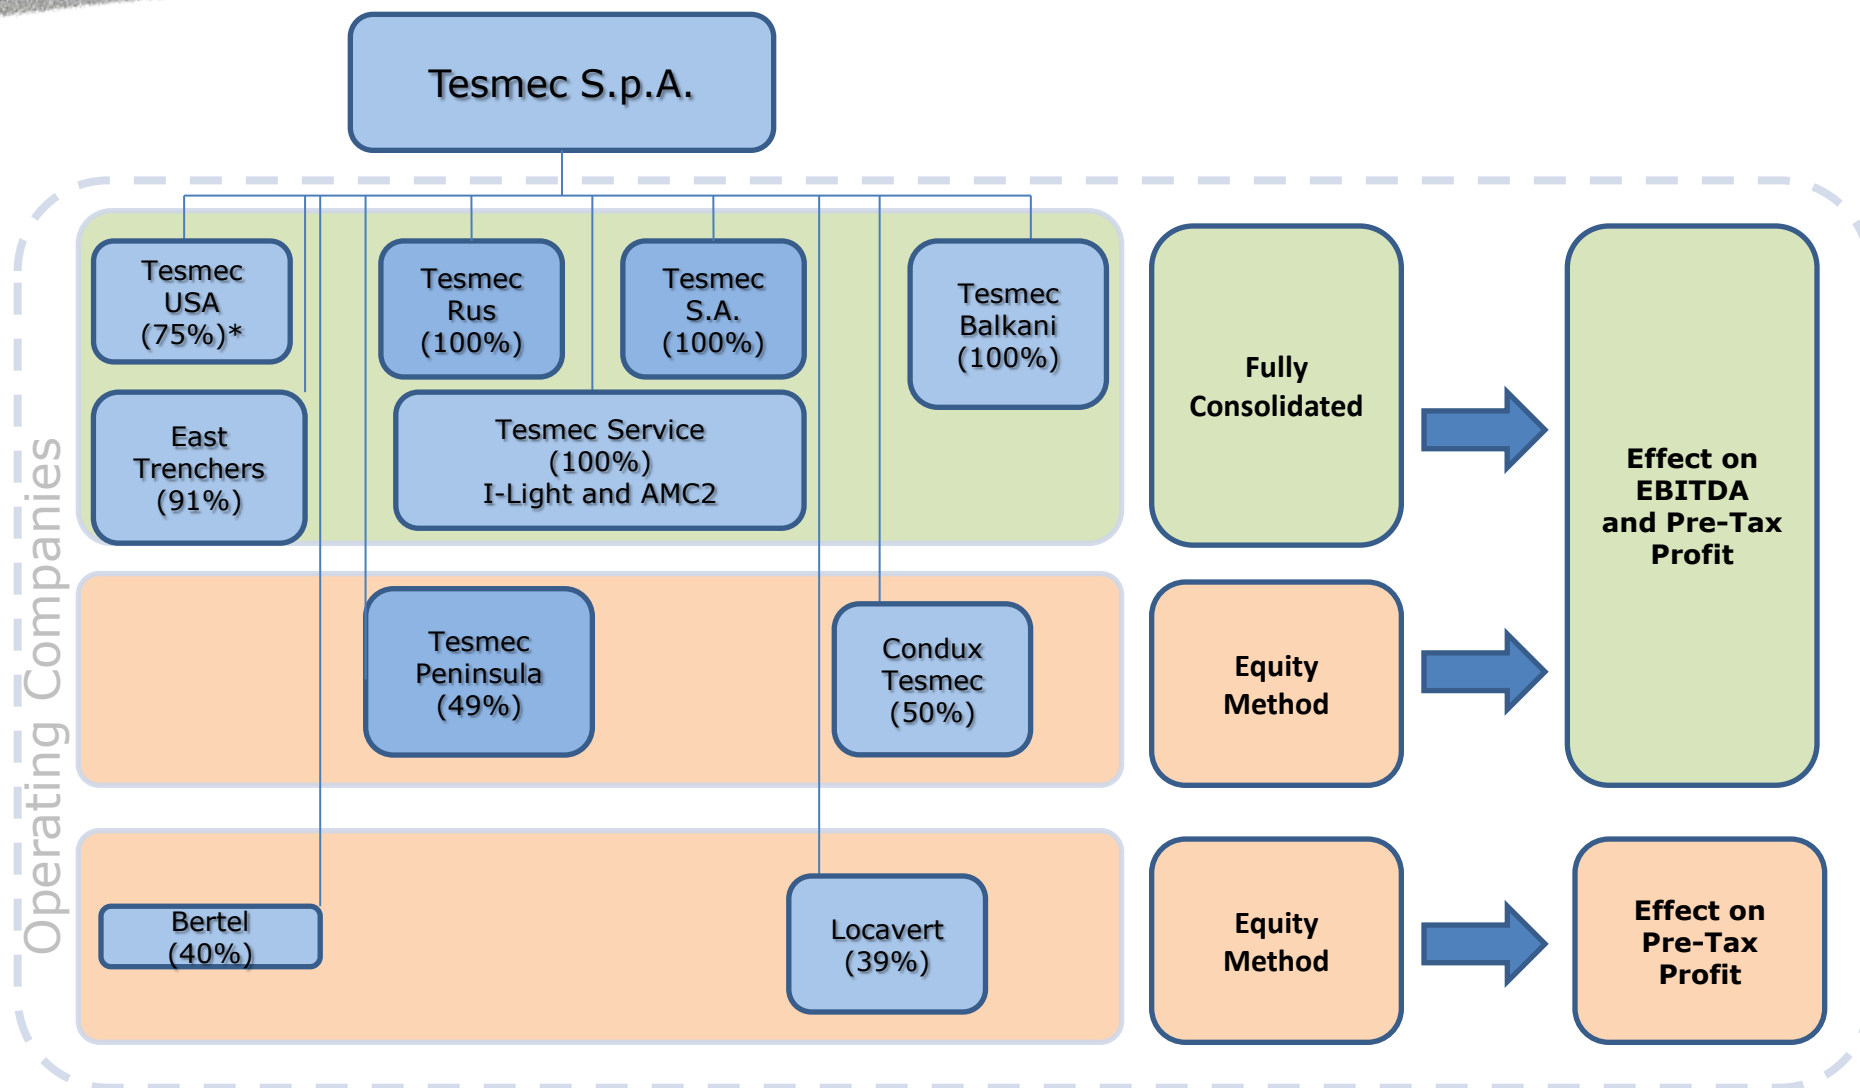 Tesmec S.p.A.
Operating Companies
Tesmec
USA
(75%)*
Tesmec
Rus
(100%)
Tesmec
S.A.
(100%)
Tesmec
Balkani
(100%)
East
Trenchers
(91%)
Tesmec Service
(100%)
I-Light and AMC2
Fully
Consolidated
Effect on
EBITDA
and Pre-Tax
Profit
Tesmec
Peninsula
(49%)
Condux
Tesmec
(50%)
Equity
Method
Bertel
(40%)
Locavert
(39%)
Equity
Method
Effect on
Pre-Tax
Profit